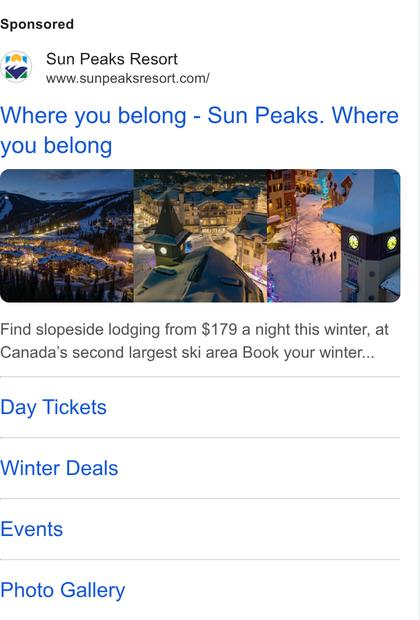 Sponsored
Sun Peaks Resort
www.sunpeaksresort.com/
Where you belong - Sun Peaks. Where
you belong
Find slopeside lodging from $179 a night this winter, at
Canada’s second largest ski area Book your winter...
Day Tickets
Winter Deals
Events
Photo Gallery